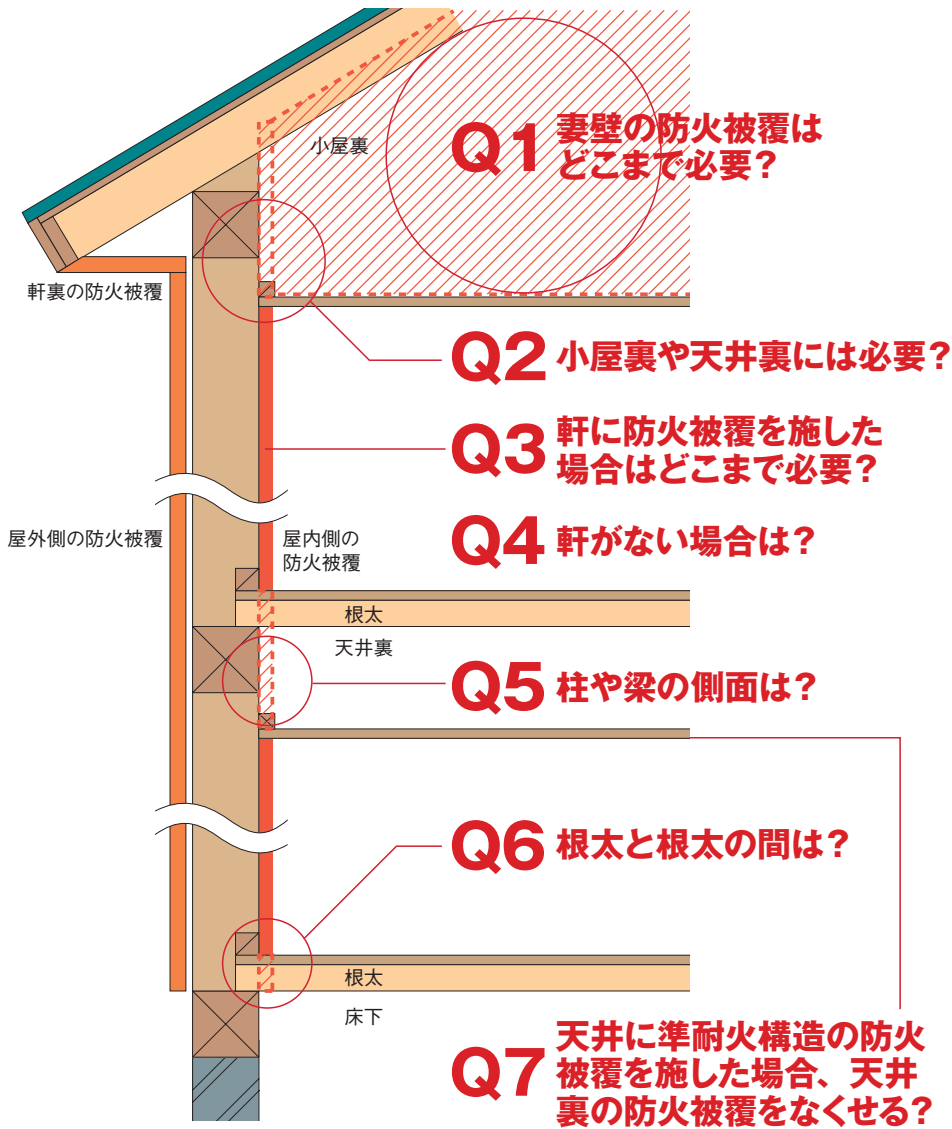 小屋裏
Q1 妻壁の防火被覆は
どこまで必要？
軒裏の防火被覆
Q2 小屋裏や天井裏には必要？
Q3 軒に防火被覆を施した
場合はどこまで必要？
屋外側の防火被覆
屋内側の
防火被覆
Q4 軒がない場合は？
根太
天井裏
Q5 柱や梁の側面は？
Q6 根太と根太の間は？
根太
床下
Q7 天井に準耐火構造の防火
被覆を施した場合、天井
裏の防火被覆をなくせる？